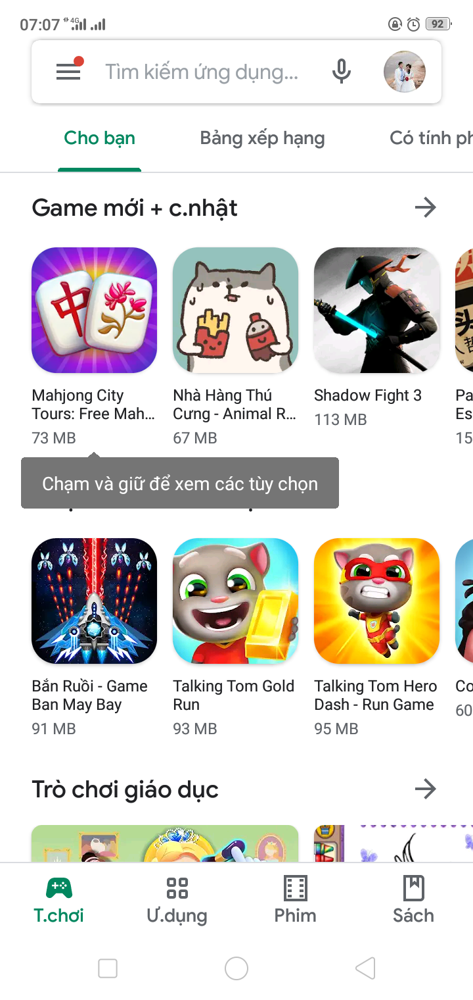 07:07 4G 92
Tìm kiếm ứng dụng...
Cho bạn Bảng xếp hạng Có tính ph
Game mới + c.nhật
中
头
Mahjong City Nhà Hàng Thú Shadow Fight 3 Pa
Tours: Free Mah... Cưng - Animal R... 113 MB Es
73 MB 67 MB 15
Chạm và giữ để xem các tùy chọn
Bắn Ruồi - Game Talking Tom Gold Talking Tom Hero Co
Ban May Bay Run Dash - Run Game 60
91 MB 93 MB 95 MB
Trò chơi giáo dục
T.chơi Ư.dụng Phim Sách